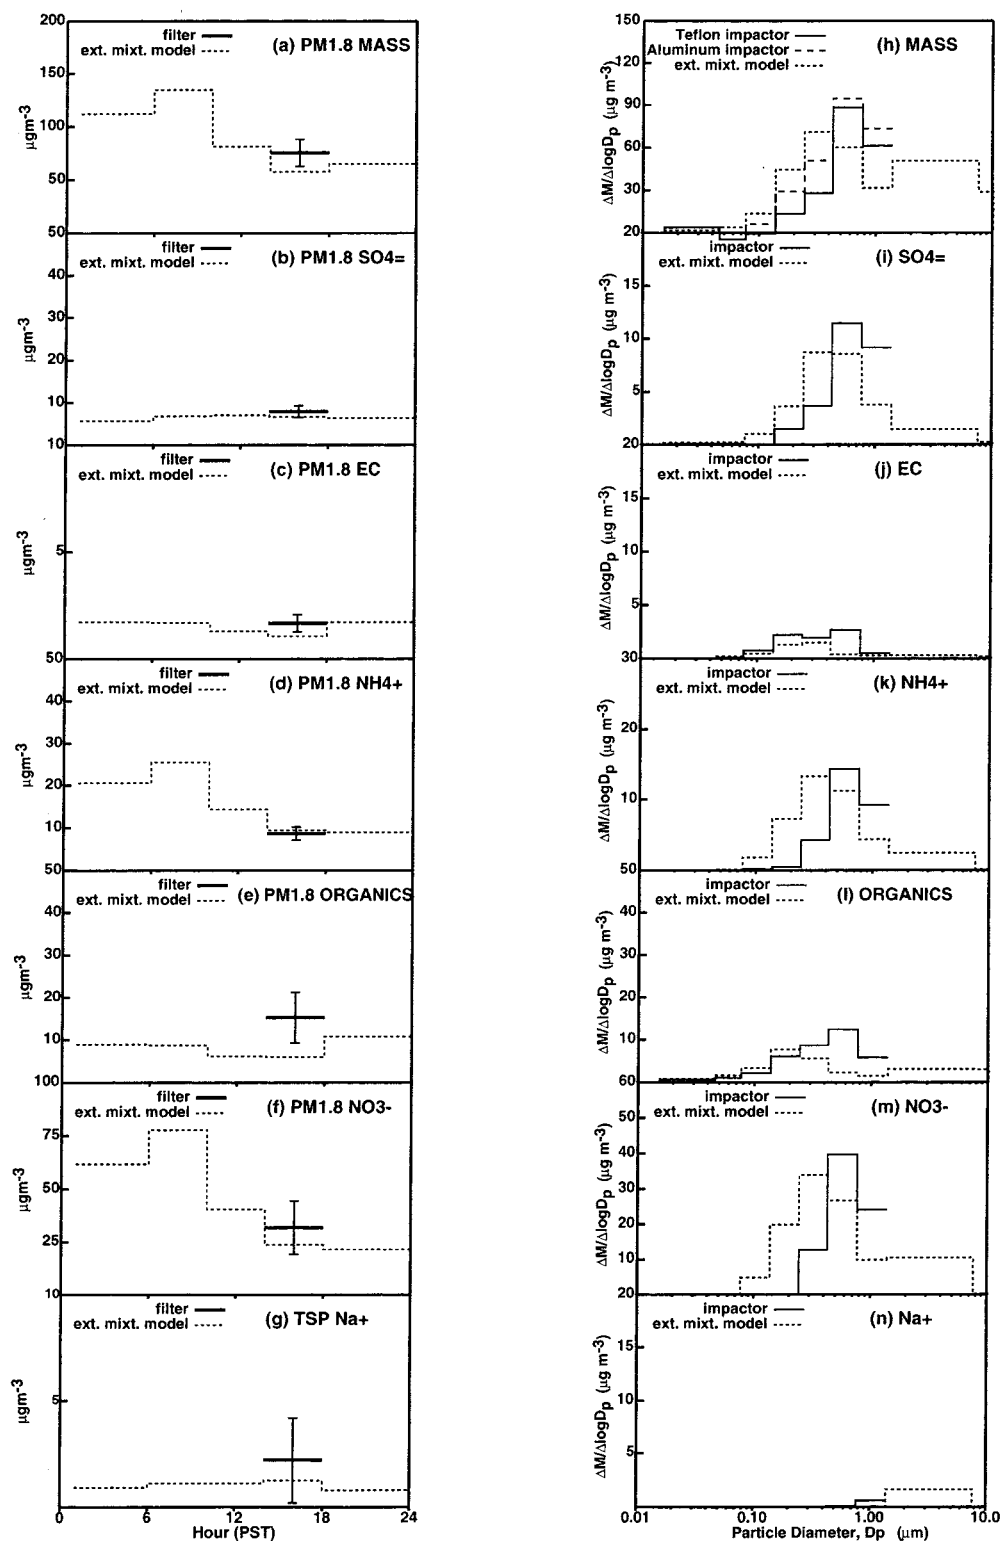 200
150
100
50
50
µgm-3
filter
ext. mixt. model
(a) PM1.8 MASS
40
30
20
10
10
µgm-3
filter
ext. mixt. model
(b) PM1.8 SO4=
5
50
µgm-3
filter
ext. mixt. model
(c) PM1.8 EC
40
30
20
10
50
µgm-3
filter
ext. mixt. model
(d) PM1.8 NH4+
40
30
20
10
100
µgm-3
filter
ext. mixt. model
(e) PM1.8 ORGANICS
75
50
25
10
µgm-3
filter
ext. mixt. model
(f) PM1.8 NO3-
5
0
µgm-3
filter
ext. mixt. model
(g) TSP Na+
6
12
18
24
Hour (PST)
150
120
90
60
30
20
ΔM/ΔlogDp (µg m-3)
Teflon impactor
Aluminum impactor
ext. mixt. model
(h) MASS
15
10
5
20
ΔM/ΔlogDp (µg m-3)
impactor
ext. mixt. model
(i) SO4=
15
10
5
30
ΔM/ΔlogDp (µg m-3)
impactor
ext. mixt. model
(j) EC
20
10
50
ΔM/ΔlogDp (µg m-3)
impactor
ext. mixt. model
(k) NH4+
40
30
20
10
60
ΔM/ΔlogDp (µg m-3)
impactor
ext. mixt. model
(l) ORGANICS
50
40
30
20
10
20
ΔM/ΔlogDp (µg m-3)
impactor
ext. mixt. model
(m) NO3-
15
10
5
0
ΔM/ΔlogDp (µg m-3)
impactor
ext. mixt. model
(n) Na+
0.01
0.10
1.00
10.0
Particle Diameter, Dp (µm)